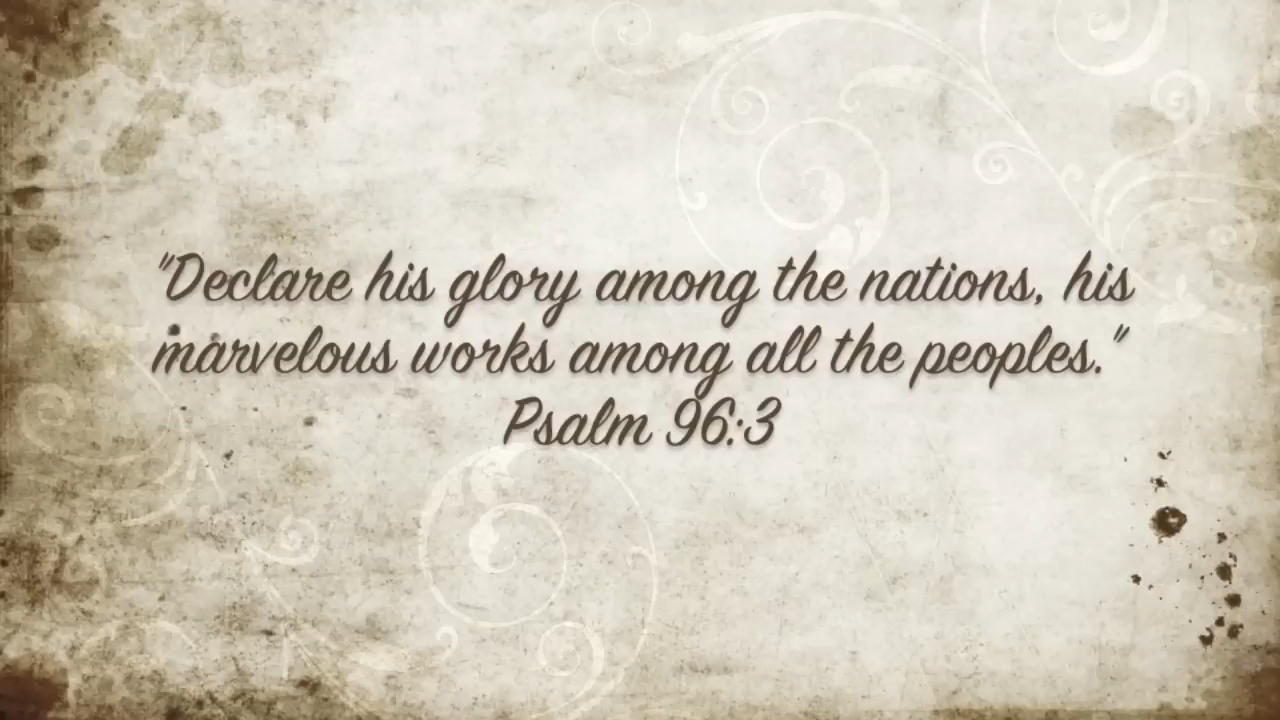 "Declare his glory among the nations, his
marvelous works among all the peoples."
Psalm 96:3